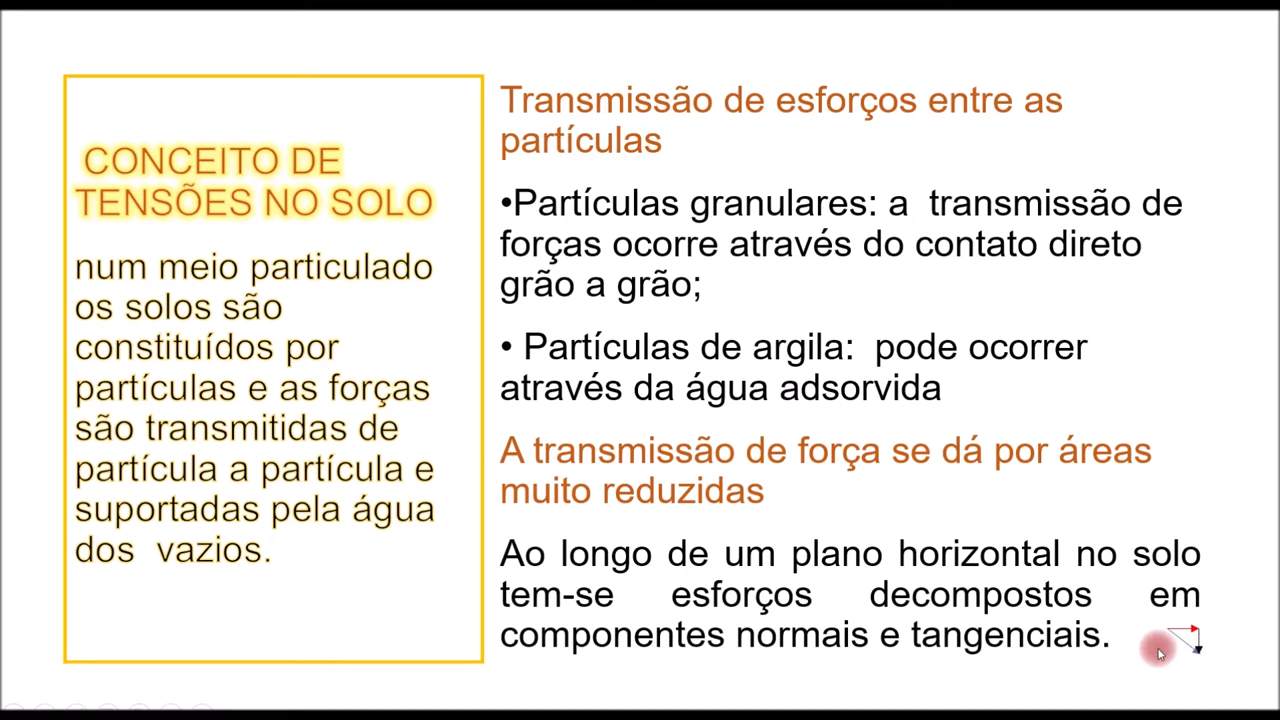 CONCEITO DE
TENSÕES NO SOLO
num meio particulado
os solos são
constituídos por
partículas e as forças
são transmitidas de
partícula a partícula e
suportadas pela água
dos vazios.
Transmissão de esforços entre as
partículas
•Partículas granulares: a transmissão de
forças ocorre através do contato direto
grão a grão;
• Partículas de argila: pode ocorrer
através da água adsorvida
A transmissão de força se dá por áreas
muito reduzidas
Ao longo de um plano horizontal no solo
tem-se esforços decompostos em
componentes normais e tangenciais.